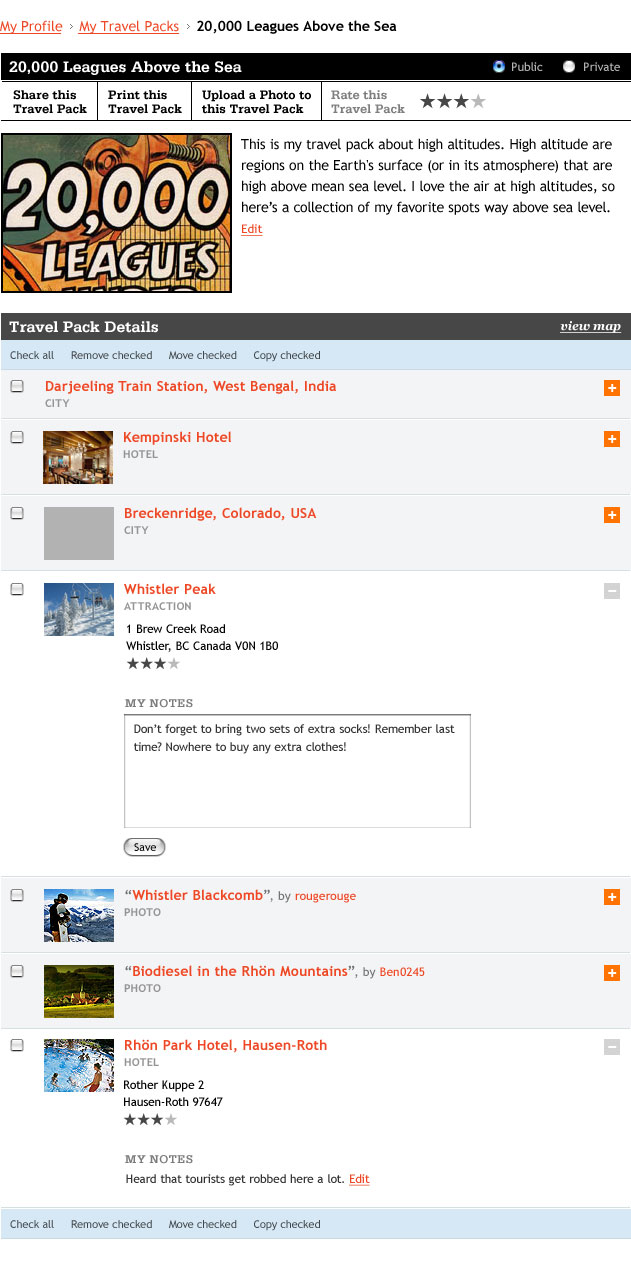 My Profile > My Travel Packs > 20,000 Leagues Above the Sea
20,000 Leagues Above the Sea Public Private
Share this Travel Pack
Print this Travel Pack
Upload a Photo to this Travel Pack
Rate this Travel Pack ★★★★
20,000
LEAGUES
This is my travel pack about high altitudes. High altitude are
regions on the Earth's surface (or in its atmosphere) that are
high above mean sea level. I love the air at high altitudes, so
here's a collection of my favorite spots way above sea level.
Edit
Travel Pack Details view map
Check all Remove checked Move checked Copy checked
Darjeeling Train Station, West Bengal, India
CITY
Kempinski Hotel
HOTEL
Breckenridge, Colorado, USA
CITY
Whistler Peak
ATTRACTION
1 Brew Creek Road
Whistler, BC Canada V0N 1B0
★★★★
MY NOTES
Don't forget to bring two sets of extra socks! Remember last
time? Nowhere to buy any extra clothes!
Save
“Whistler Blackcomb”, by rougerouge
PHOTO
“Biodiesel in the Rhön Mountains”, by Ben0245
PHOTO
Rhön Park Hotel, Hausen-Roth
HOTEL
Rother Kuppe 2
Hausen-Roth 97647
★★★★
MY NOTES
Heard that tourists get robbed here a lot. Edit
Check all Remove checked Move checked Copy checked